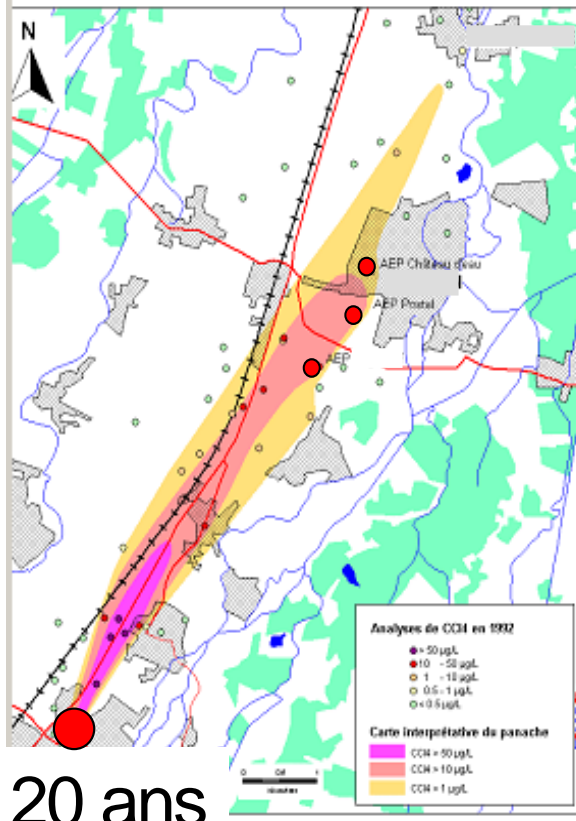 N
AEP Château d'eau
AEP Postal
AEP
Analyses de CCl4 en 1992
> 50 µg/L
10 - 50 µg/L
1 - 10 µg/L
0.5 - 1 µg/L
< 0.5 µg/L
Carte interprétative du panache
CCl4 > 50 µg/L
CCl4 > 10 µg/L
CCl4 > 1 µg/L
0
1
20 ans